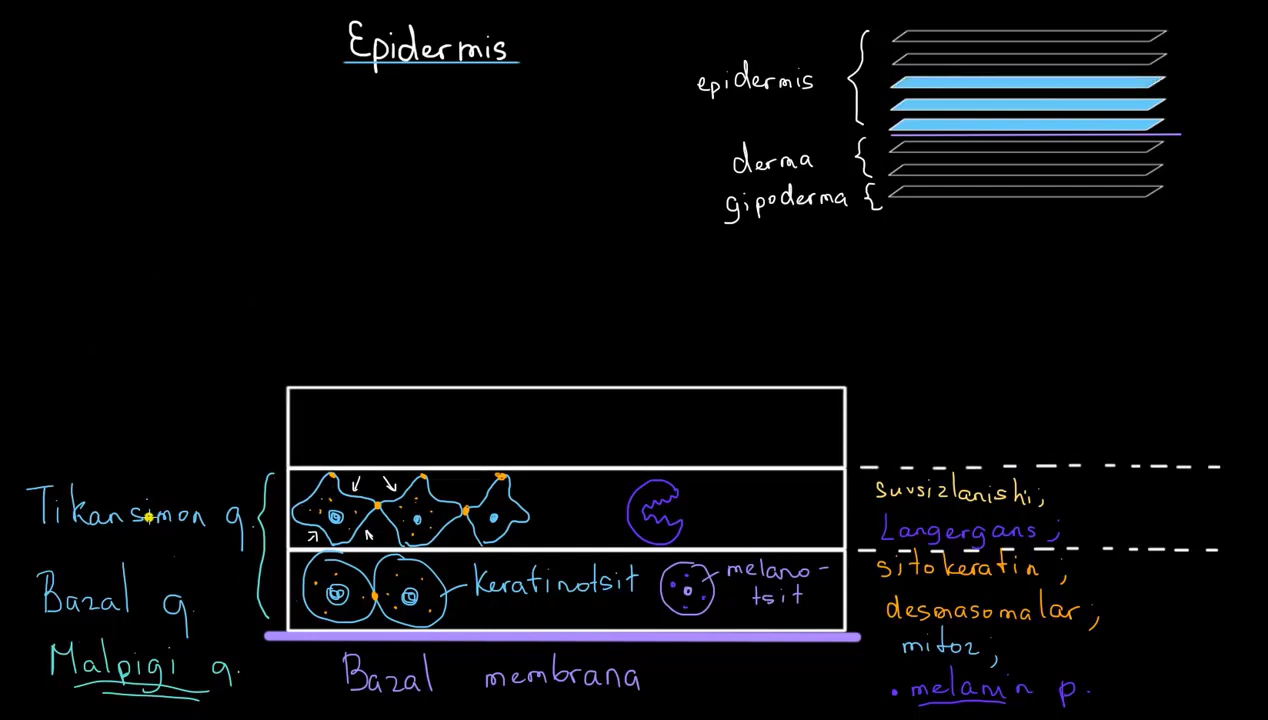 Epidermis
epidermis
derma
gipoderma
Tikansimon q.
Bazal q.
Malpigi q.
Keratinotsit
melano-
tsit
Bazal membrana
suvsizlanishi;
Langergans;
sitokeratin;
desmasomalar;
mitoz;
• melanin p.